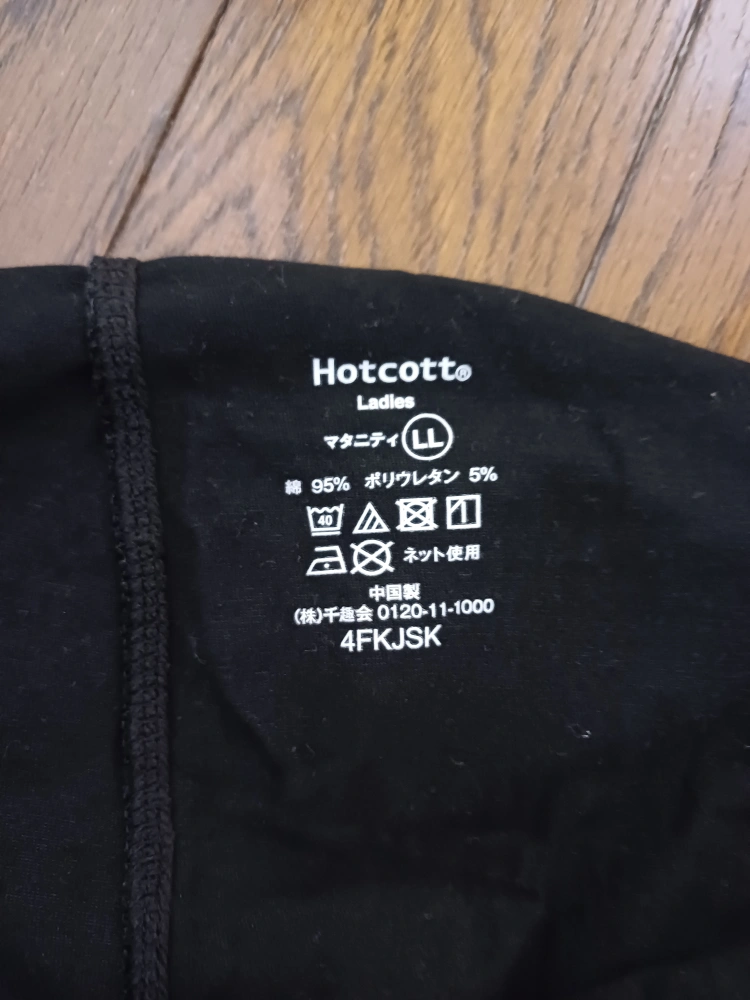 Hotcott®
Ladies
マタニティ LL
綿 95% ポリウレタン 5%
40
ネット使用
中国製
(株)千趣会 0120-11-1000
4FKJSK